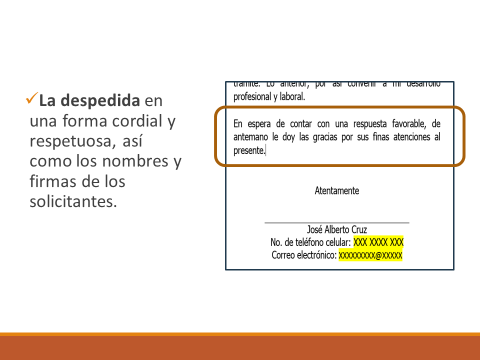 ✓La despedida en
una forma cordial y
respetuosa, así
como los nombres y
firmas de los
solicitantes.
trámite. Lo anterior, por así convenir a mi desarrollo
profesional y laboral.
En espera de contar con una respuesta favorable, de
antemano le doy las gracias por sus finas atenciones al
presente.
Atentamente
José Alberto Cruz
No. de teléfono celular: XXX XXXX XXX
Correo electrónico: xxxxxxxxx@xxxxx